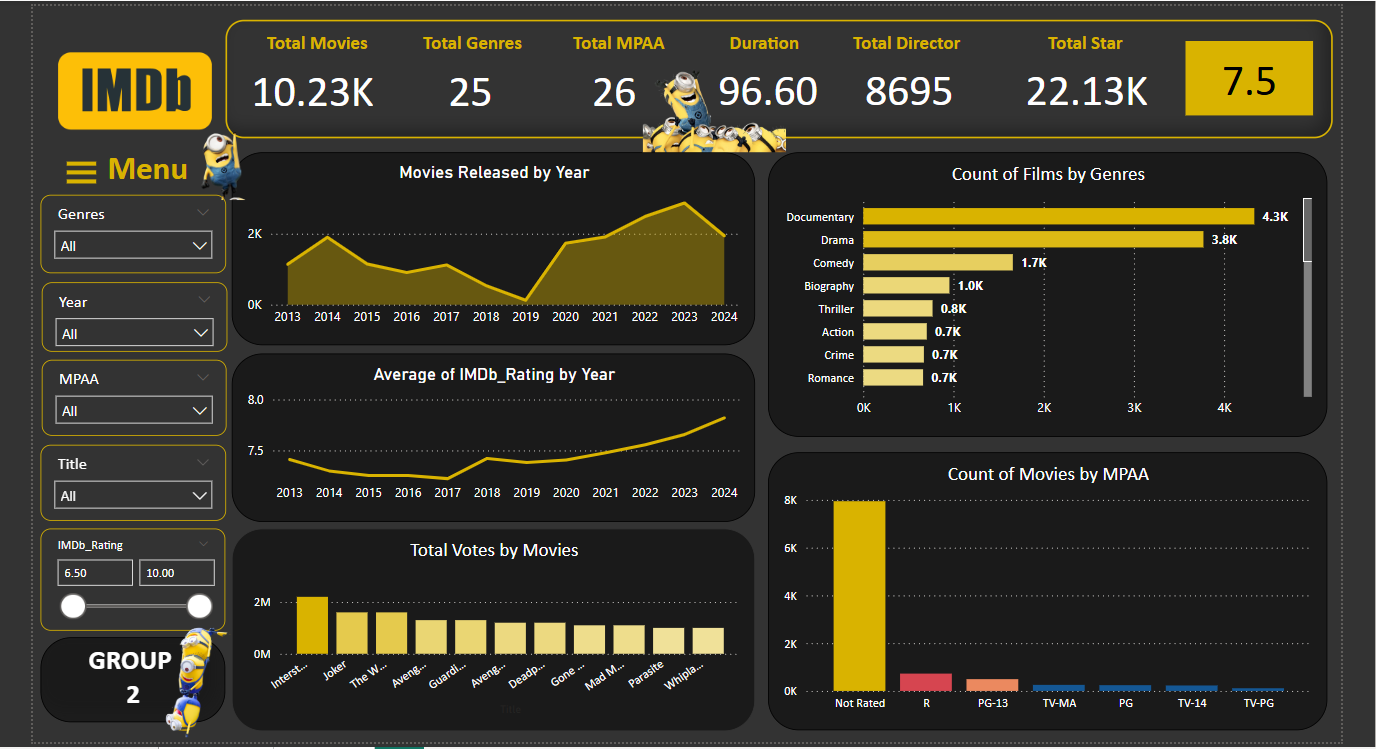 IMDb
Total Movies
10.23K
Total Genres
25
Total MPAA
26
Duration
96.60
Total Director
8695
Total Star
22.13K
7.5
Menu
Genres
All
Year
All
MPAA
All
Title
All
IMDb_Rating
6.50 10.00
GROUP
2
Movies Released by Year
2K
0K
2013 2014 2015 2016 2017 2018 2019 2020 2021 2022 2023 2024
Average of IMDb_Rating by Year
8.0
7.5
2013 2014 2015 2016 2017 2018 2019 2020 2021 2022 2023 2024
Total Votes by Movies
2M
0M
Interst... Joker The W... Aveng... Guardi... Aveng... Deadp... Gone ... Mad M... Parasite Whipla...
Title
Count of Films by Genres
Documentary 4.3K
Drama 3.8K
Comedy 1.7K
Biography 1.0K
Thriller 0.8K
Action 0.7K
Crime 0.7K
Romance 0.7K
0K 1K 2K 3K 4K
Count of Movies by MPAA
8K
6K
4K
2K
0K
Not Rated R PG-13 TV-MA PG TV-14 TV-PG